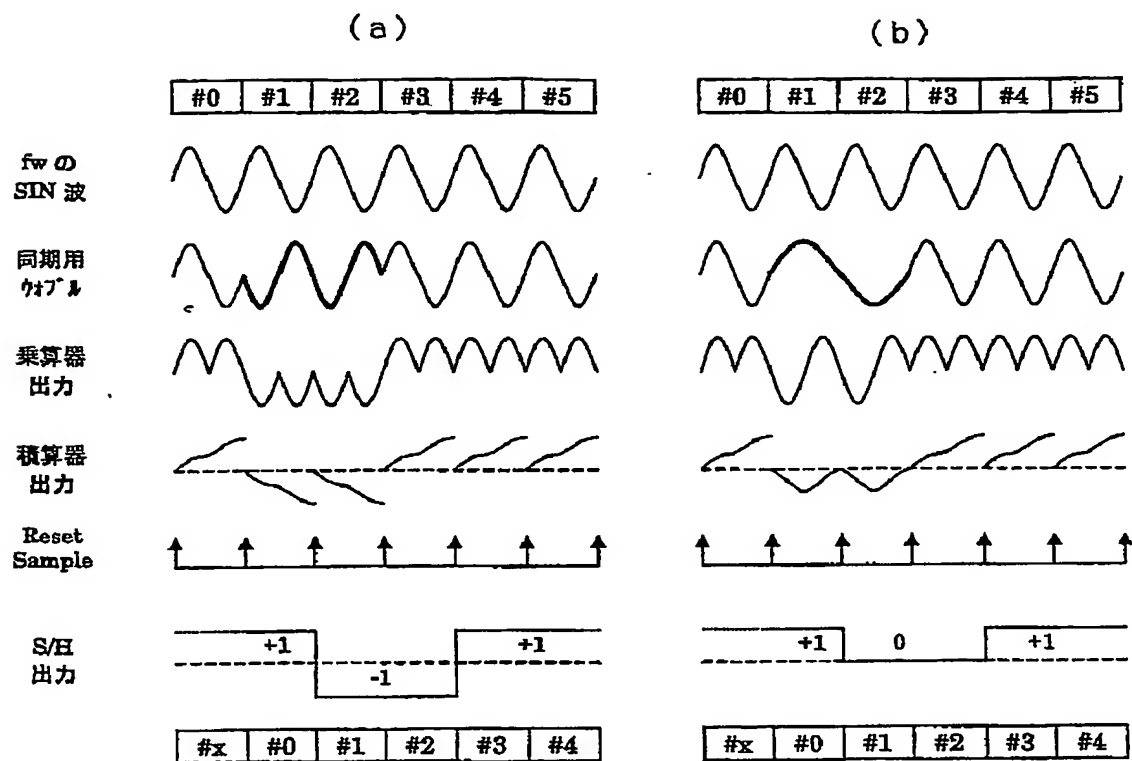 (a)
(b)
#0 #1 #2 #3 #4 #5
#0 #1 #2 #3 #4 #5
fw の
SIN 波
同期用
ウォブル
乗算器
出力
積算器
出力
Reset
Sample
S/H
出力
+1
-1
+1
+1
0
+1
#x #0 #1 #2 #3 #4
#x #0 #1 #2 #3 #4